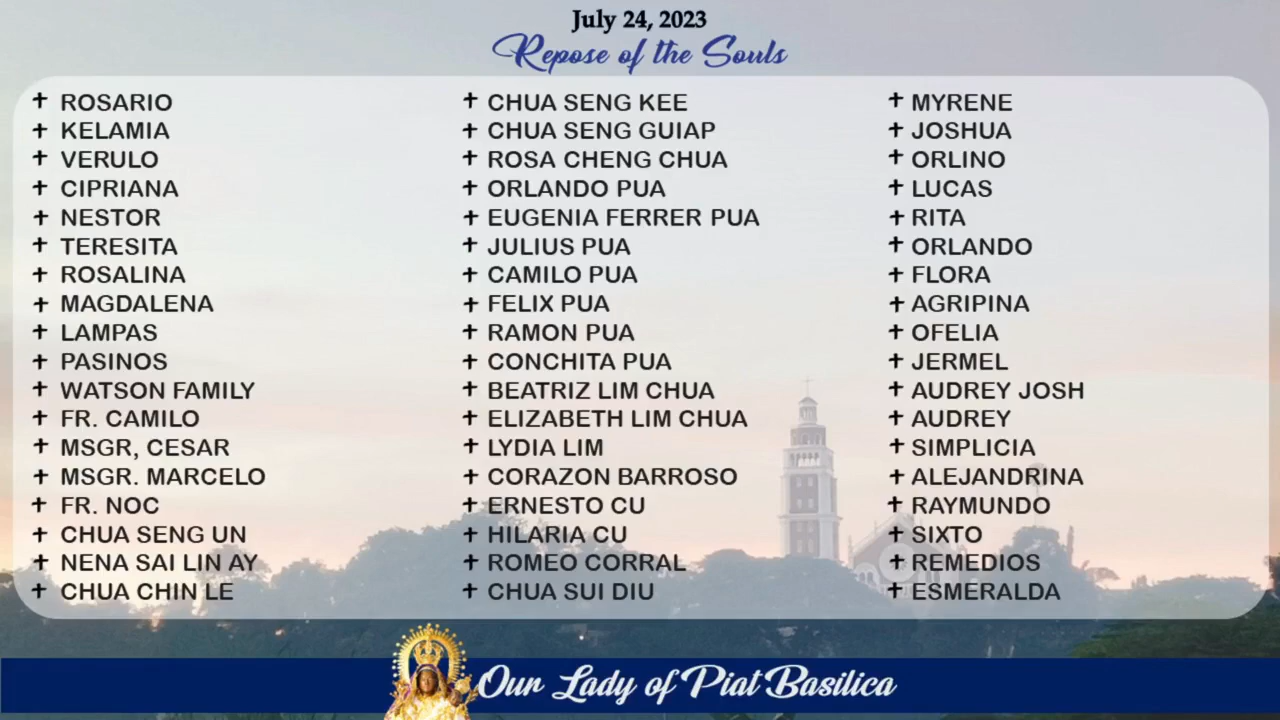 July 24, 2023
Repose of the Souls
✝ ROSARIO
✝ KELAMIA
✝ VERULO
✝ CIPRIANA
✝ NESTOR
✝ TERESITA
✝ ROSALINA
✝ MAGDALENA
✝ LAMPAS
✝ PASINOS
✝ WATSON FAMILY
✝ FR. CAMILO
✝ MSGR, CESAR
✝ MSGR. MARCELO
✝ FR. NOC
✝ CHUA SENG UN
✝ NENA SAI LIN AY
✝ CHUA CHIN LE
✝ CHUA SENG KEE
✝ CHUA SENG GUIAP
✝ ROSA CHENG CHUA
✝ ORLANDO PUA
✝ EUGENIA FERRER PUA
✝ JULIUS PUA
✝ CAMILO PUA
✝ FELIX PUA
✝ RAMON PUA
✝ CONCHITA PUA
✝ BEATRIZ LIM CHUA
✝ ELIZABETH LIM CHUA
✝ LYDIA LIM
✝ CORAZON BARROSO
✝ ERNESTO CU
✝ HILARIA CU
✝ ROMEO CORRAL
✝ CHUA SUI DIU
✝ MYRENE
✝ JOSHUA
✝ ORLINO
✝ LUCAS
✝ RITA
✝ ORLANDO
✝ FLORA
✝ AGRIPINA
✝ OFELIA
✝ JERMEL
✝ AUDREY JOSH
✝ AUDREY
✝ SIMPLICIA
✝ ALEJANDRINA
✝ RAYMUNDO
✝ SIXTO
✝ REMEDIOS
✝ ESMERALDA
Our Lady of Piat Basilica